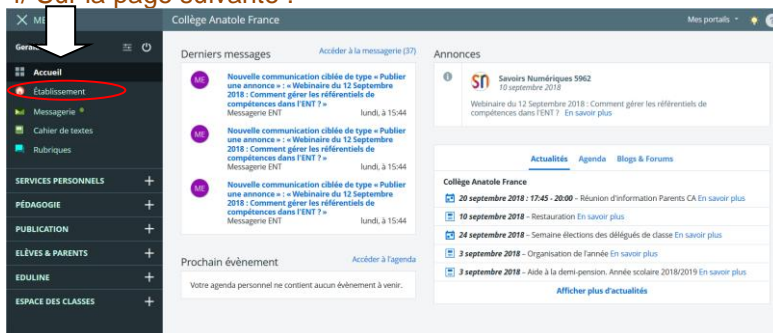 4/ Sur la page suivante :
Collège Anatole France
Mes portails
Accueil
Établissement
Messagerie
Cahier de textes
Rubriques
SERVICES PERSONNELS
PÉDAGOGIE
PUBLICATION
ELÈVES & PARENTS
EDULINE
ESPACE DES CLASSES
Derniers messages
Accéder à la messagerie (37)
ME
Nouvelle communication ciblée de type « Publier
une annonce » : « Webinaire du 12 Septembre
2018 : Comment gérer les référentiels de
compétences dans l'ENT ? »
Messagerie ENT lundi, à 15:44
ME
Nouvelle communication ciblée de type « Publier
une annonce » : « Webinaire du 12 Septembre
2018 : Comment gérer les référentiels de
compétences dans l'ENT ? »
Messagerie ENT lundi, à 15:44
ME
Nouvelle communication ciblée de type « Publier
une annonce » : « Webinaire du 12 Septembre
2018 : Comment gérer les référentiels de
compétences dans l'ENT ? »
Messagerie ENT lundi, à 15:44
Prochain évènement
Accéder à l'agenda
Votre agenda personnel ne contient aucun évènement à venir.
Annonces
Savoirs Numériques 5962
10 septembre 2018
Webinaire du 12 Septembre 2018 : Comment gérer les référentiels de
compétences dans l'ENT ? En savoir plus
Actualités Agenda Blogs & Forums
Collège Anatole France
20 septembre 2018 : 17:45 - 20:00 – Réunion d'information Parents CA En savoir plus
10 septembre 2018 – Restauration En savoir plus
24 septembre 2018 – Semaine élections des délégués de classe En savoir plus
3 septembre 2018 – Organisation de l'année En savoir plus
3 septembre 2018 – Aide à la demi-pension. Année scolaire 2018/2019 En savoir plus
Afficher plus d'actualités